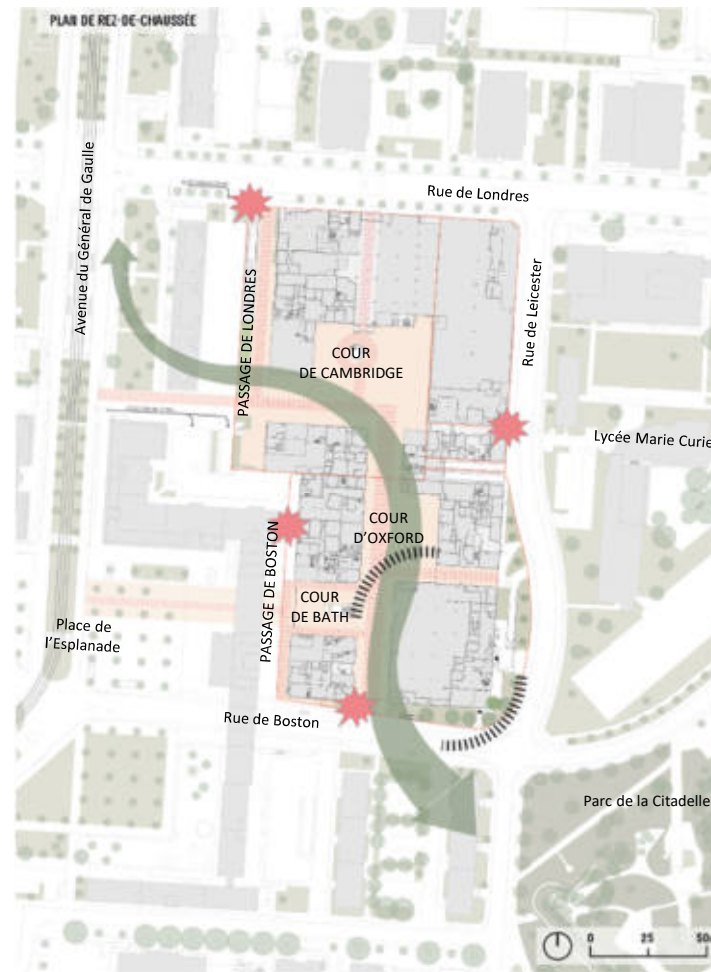 PLAN DE REZ-DE-CHAUSSÉE
Avenue du Général de Gaulle
Rue de Londres
Rue de Leicester
PASSAGE DE LONDRES
COUR
DE CAMBRIDGE
Lycée Marie Curie
COUR
D'OXFORD
PASSAGE DE BOSTON
COUR
DE BATH
Place de
l'Esplanade
Rue de Boston
Parc de la Citadelle
0 25 50